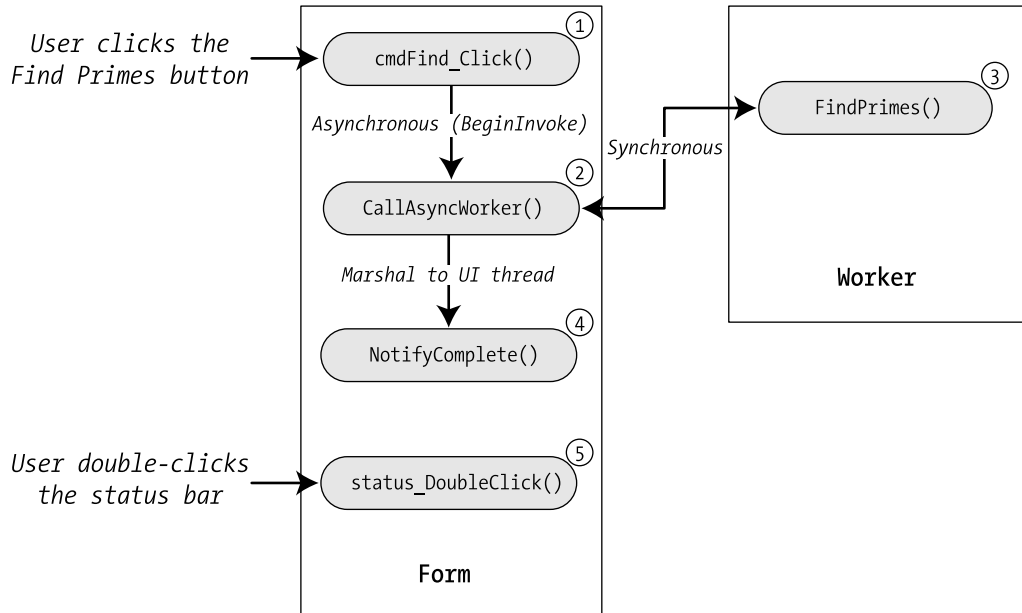 1
User clicks the
Find Primes button
cmdFind_Click()
Asynchronous (BeginInvoke)
2
CallAsyncWorker()
Synchronous
3
FindPrimes()
Worker
Marshal to UI thread
4
NotifyComplete()
5
User double-clicks
the status bar
status_DoubleClick()
Form